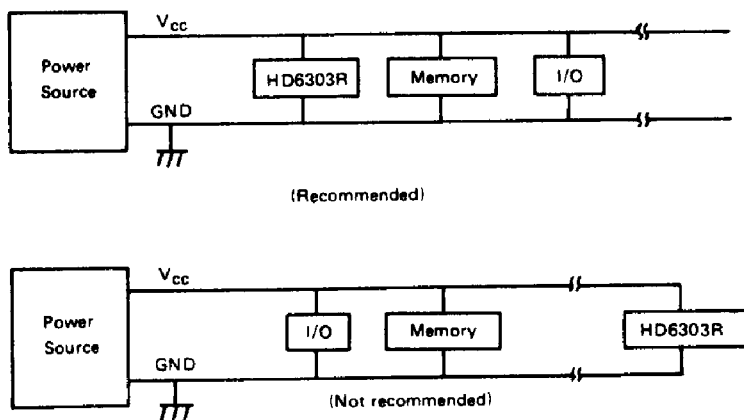 Vcc
Power
Source
HD6303R
Memory
I/O
GND
(Recommended)
Vcc
Power
Source
I/O
Memory
HD6303R
GND
(Not recommended)